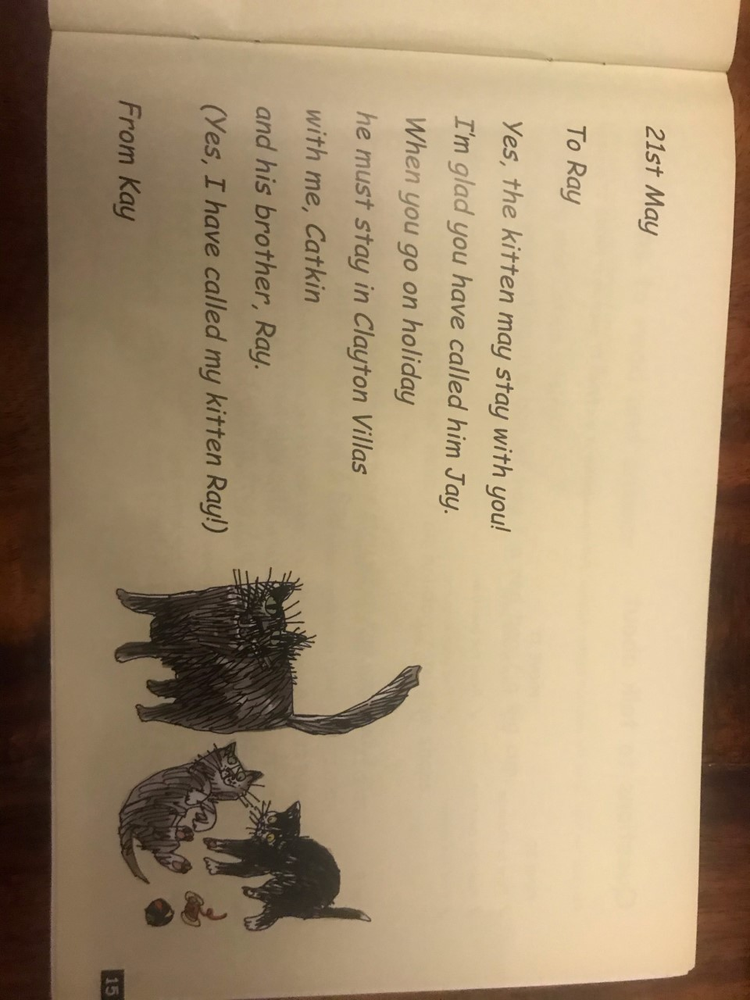 21st May
To Ray
Yes, the kitten may stay with you!
I'm glad you have called him Jay.
When you go on holiday
he must stay in Clayton Villas
with me, Catkin
and his brother, Ray.
(Yes, I have called my kitten Ray!)
From Kay
15